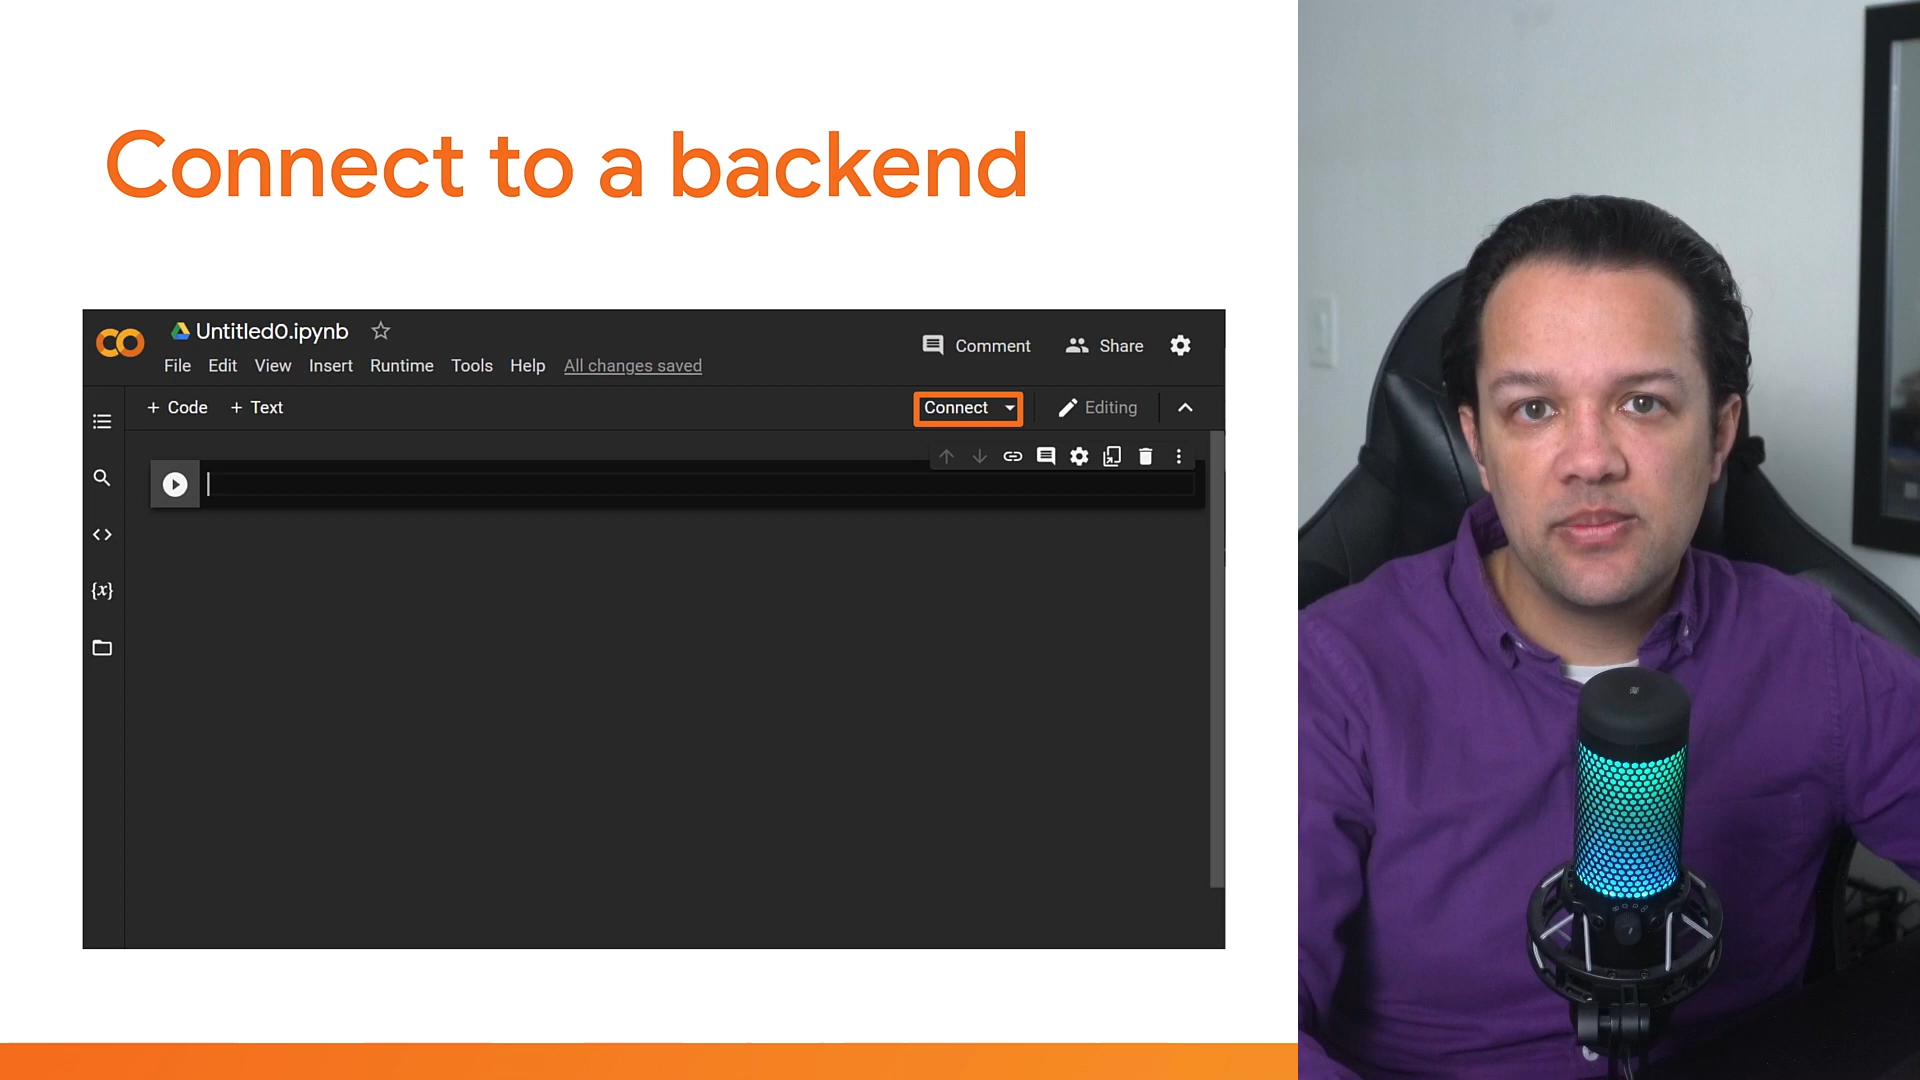 Connect to a backend
Untitled0.ipynb
File Edit View Insert Runtime Tools Help All changes saved
Comment Share
+ Code + Text
Connect Editing
{x}